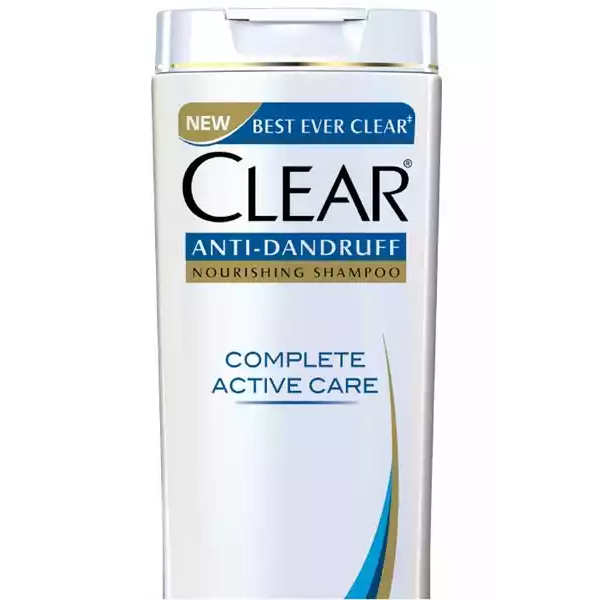 NEW BEST EVER CLEAR‡
CLEAR®
ANTI-DANDRUFF
NOURISHING SHAMPOO
COMPLETE
ACTIVE CARE